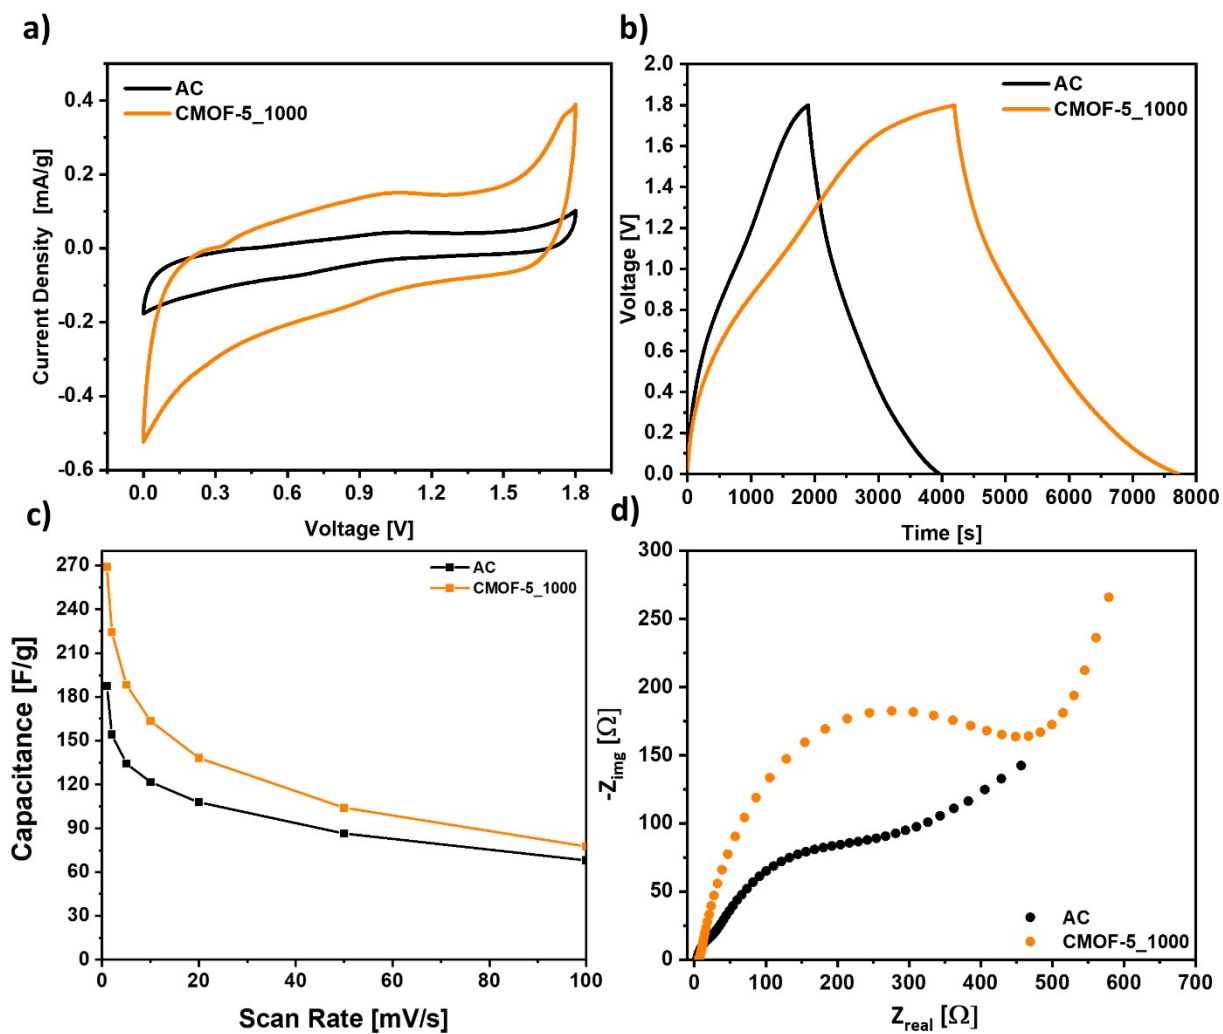 a)
AC
CMOF-5_1000
0.4
0.2
0.0
-0.2
-0.4
-0.6
Current Density [mA/g]
0.0 0.3 0.6 0.9 1.2 1.5 1.8
Voltage [V]
b)
AC
CMOF-5_1000
2.0
1.8
1.6
1.4
1.2
1.0
0.8
0.6
0.4
0.2
0.0
Voltage [V]
0 1000 2000 3000 4000 5000 6000 7000 8000
Time [s]
c)
AC
CMOF-5_1000
270
240
210
180
150
120
90
60
30
0
Capacitance [F/g]
0 20 40 60 80 100
Scan Rate [mV/s]
d)
300
250
200
150
100
50
0
-Zimg [Ω]
AC
CMOF-5_1000
0 100 200 300 400 500 600 700
Zreal [Ω]